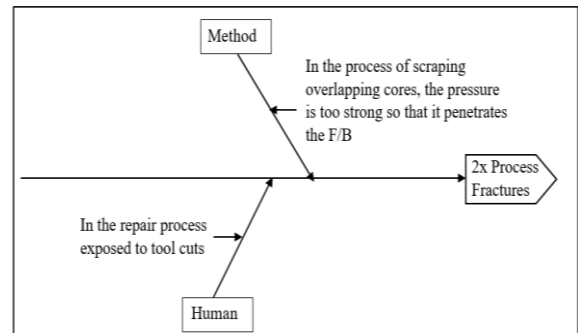 Method
In the process of scraping
overlapping cores, the pressure
is too strong so that it penetrates
the F/B
2x Process
Fractures
In the repair process
exposed to tool cuts
Human